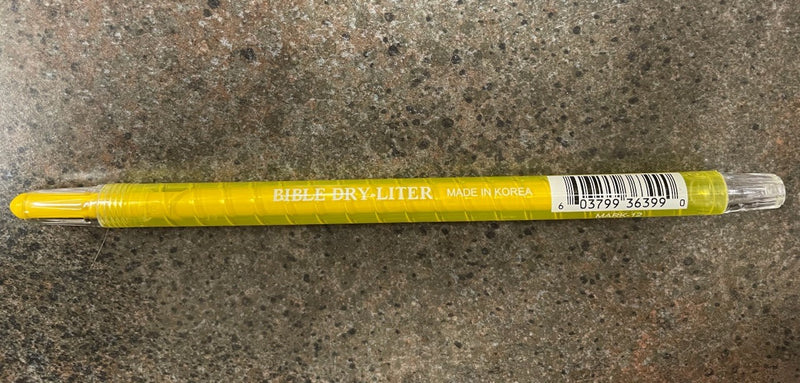 BIBLE DRY-LITER MADE IN KOREA
6 03799 36399 0
MARK-12